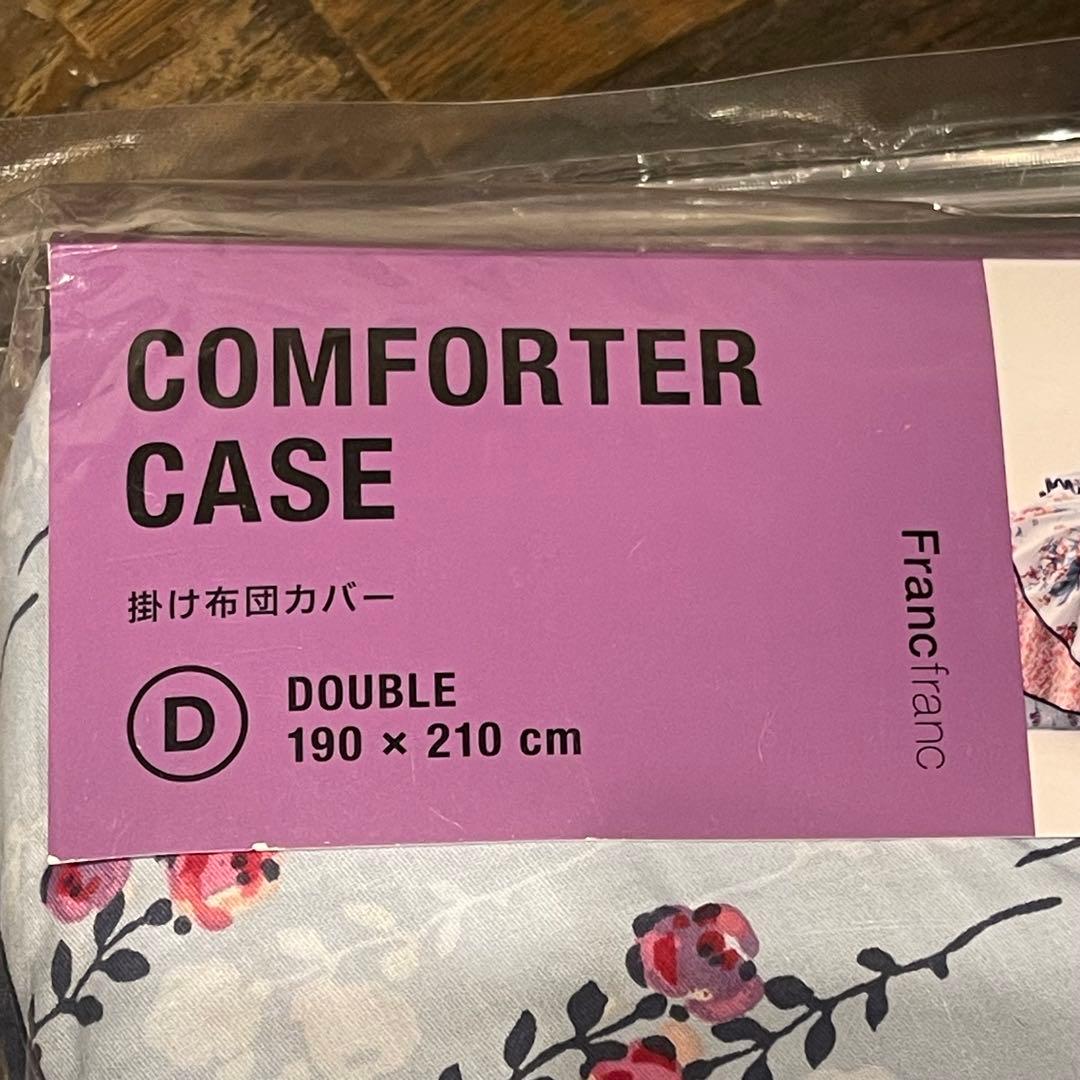 COMFORTER
CASE
掛け布団カバー
D
DOUBLE
190 × 210 cm
Francfranc